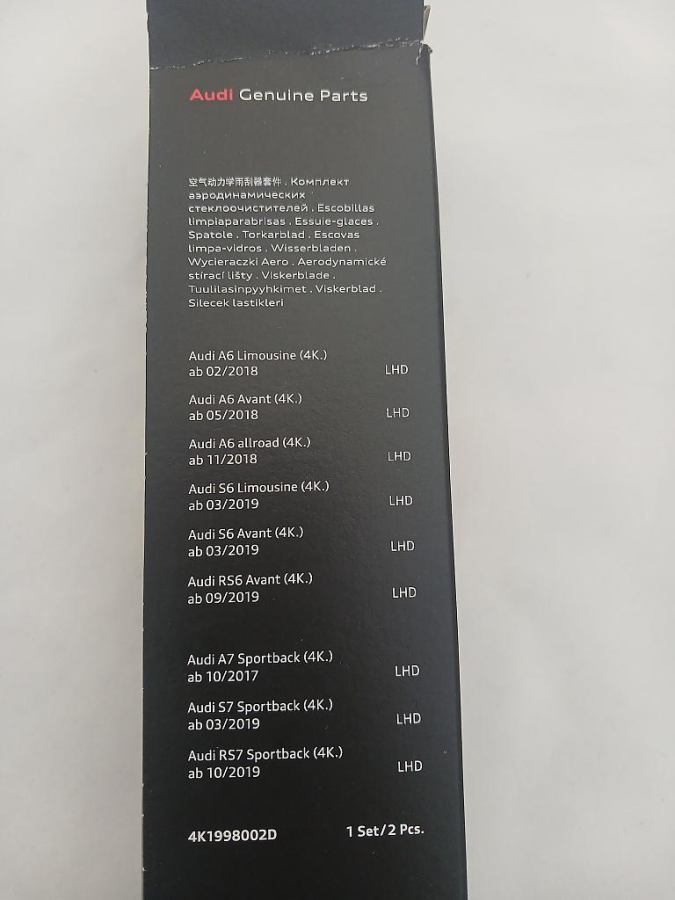 Audi Genuine Parts
空气动力学雨刮器套件 . Комплект
аэродинамических
стеклоочистителей . Escobillas
limpiaparabrisas . Essuie-glaces .
Spatole . Torkarblad . Escovas
limpa-vidros . Wisserbladen .
Wycieraczki Aero . Aerodynamické
stírací lišty . Viskerblade .
Tuulilasinpyyhkimet . Viskerblad .
Silecek lastikleri
Audi A6 Limousine (4K.)
ab 02/2018 LHD
Audi A6 Avant (4K.)
ab 05/2018 LHD
Audi A6 allroad (4K.)
ab 11/2018 LHD
Audi S6 Limousine (4K.)
ab 03/2019 LHD
Audi S6 Avant (4K.)
ab 03/2019 LHD
Audi RS6 Avant (4K.)
ab 09/2019 LHD
Audi A7 Sportback (4K.)
ab 10/2017 LHD
Audi S7 Sportback (4K.)
ab 03/2019 LHD
Audi RS7 Sportback (4K.)
ab 10/2019 LHD
4K1998002D 1 Set/2 Pcs.